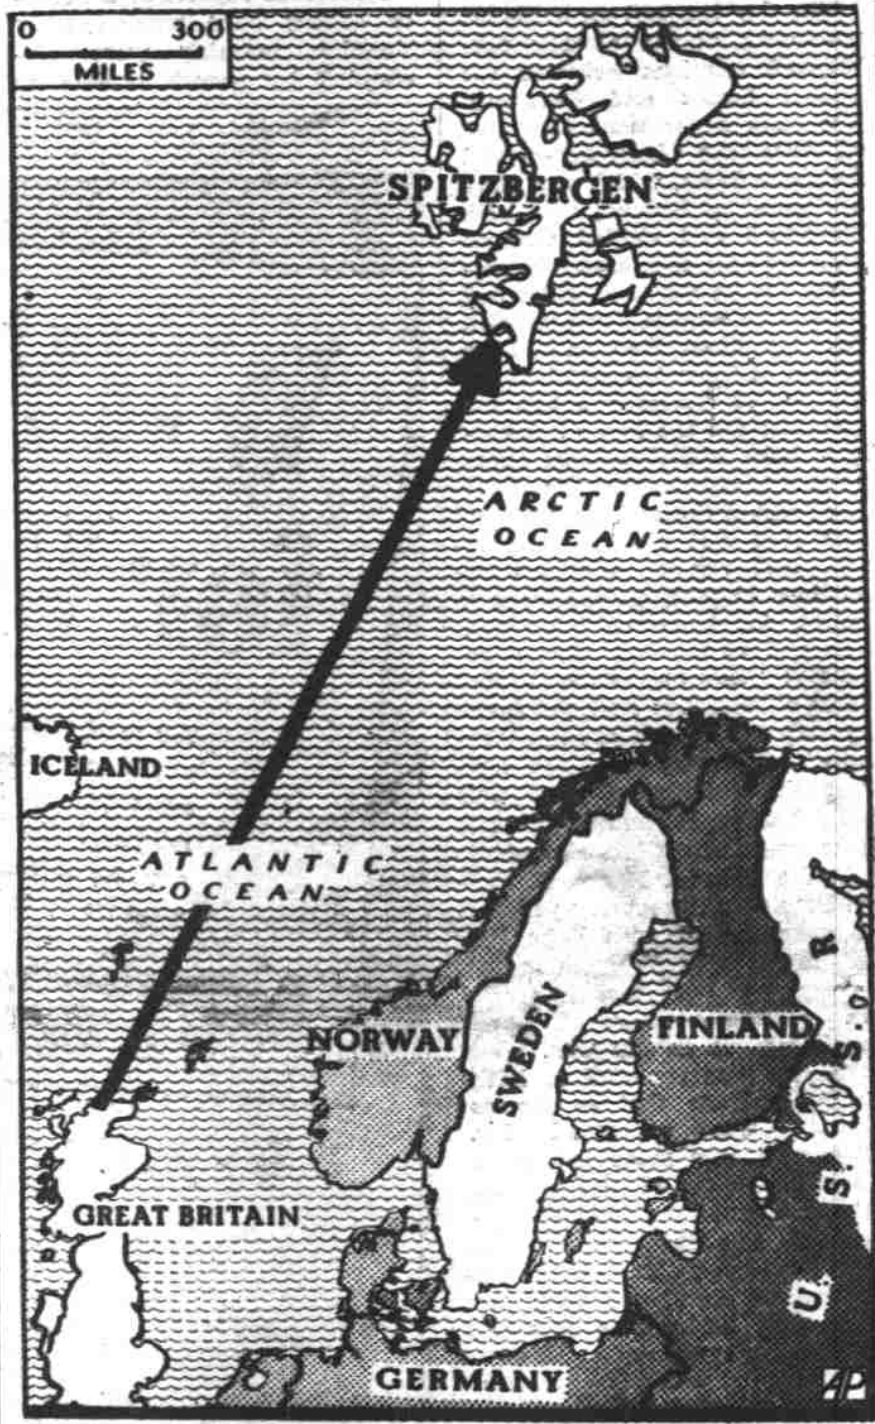 0 300
MILES
SPITZBERGEN
ARCTIC
OCEAN
ICELAND
ATLANTIC
OCEAN
NORWAY
SWEDEN
FINLAND
U. S. S. R
GREAT BRITAIN
GERMANY
AP